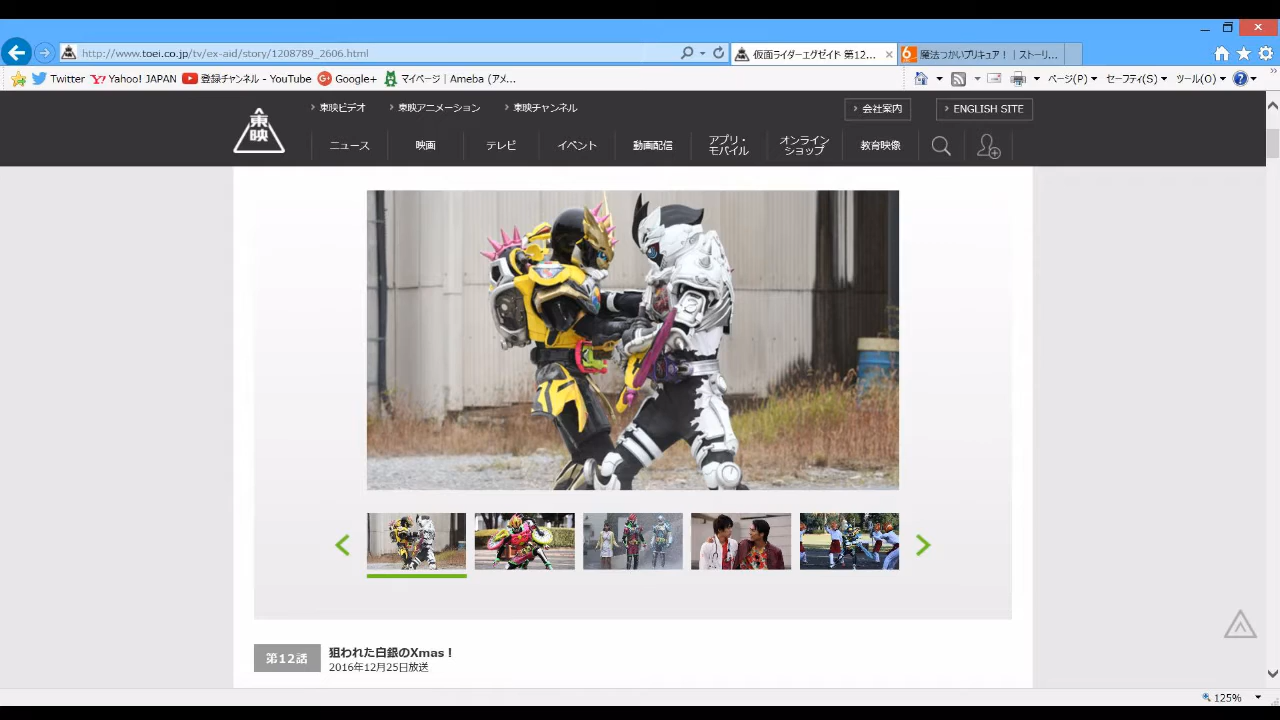 http://www.toei.co.jp/tv/ex-aid/story/1208789_2606.html
仮面ライダーエグゼイド 第12...
魔法つかいプリキュア！｜ストーリ...
Twitter
Yahoo! JAPAN
登録チャンネル - YouTube
Google+
マイページ｜Ameba (アメ...
ページ(P)
セーフティ(S)
ツール(O)
東映ビデオ
東映アニメーション
東映チャンネル
会社案内
ENGLISH SITE
東映
ニュース
映画
テレビ
イベント
動画配信
アプリ・
モバイル
オンライン
ショップ
教育映像
第12話
狙われた白銀のXmas！
2016年12月25日放送
125%